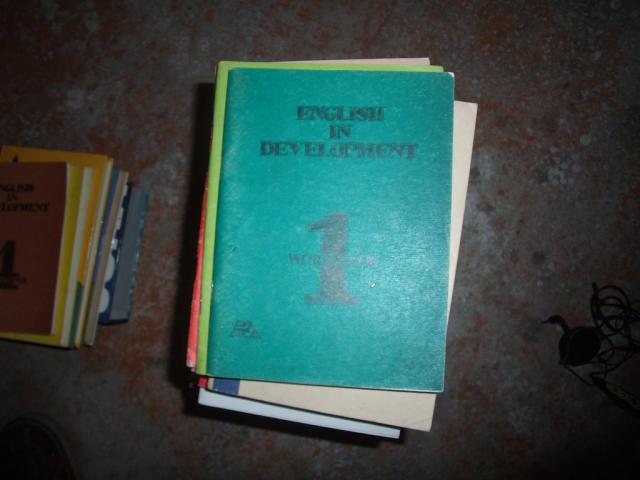 ENGLISH
IN
DEVELOPMENT
1
ENGLISH
IN
DEVELOPMENT
1